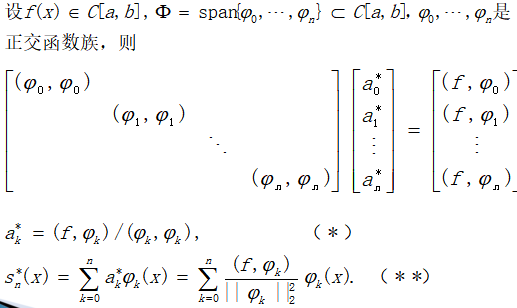 设f(x) ∈ C[a, b], Φ = span{φ₀, ⋯, φₙ} ⊂ C[a, b], φ₀, ⋯, φₙ是
正交函数族, 则
[(φ₀, φ₀) ] [a₀*] [(f, φ₀)]
[ (φ₁, φ₁) ] [a₁*] = [(f, φ₁)]
[ ⋱ ] [⋮] [⋮]
[ (φₙ, φₙ)] [aₙ*] [(f, φₙ)]
aₖ* = (f, φₖ)/(φₖ, φₖ), (*)
sₙ*(x) = ∑ₖ₌₀ⁿ aₖ*φₖ(x) = ∑ₖ₌₀ⁿ (f, φₖ)/||φₖ||₂² φₖ(x). (**)